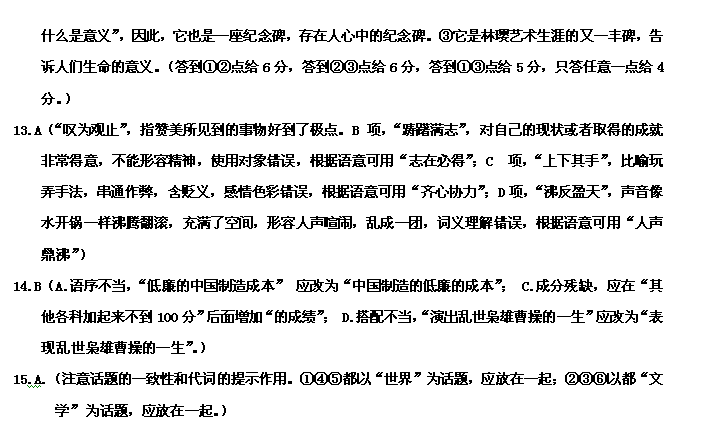 什么是意义”，因此，它也是一座纪念碑，存在人心中的纪念碑。③它是林璎艺术生涯的又一丰碑，告
诉人们生命的意义。（答到①②点给6分，答到②③点给6分，答到①③点给5分，只答任意一点给4
分。）
13.A（“叹为观止”，指赞美所见到的事物好到了极点。B 项，“踌躇满志”，对自己的现状或者取得的成就
非常得意，不能形容精神，使用对象错误，根据语意可用“志在必得”；C 项，“上下其手”，比喻玩
弄手法，串通作弊，含贬义，感情色彩错误，根据语意可用“齐心协力”；D项，“沸反盈天”，声音像
水开锅一样沸腾翻滚，充满了空间，形容人声喧闹，乱成一团，词义理解错误，根据语意可用“人声
鼎沸”）
14.B（A.语序不当，“低廉的中国制造成本” 应改为“中国制造的低廉的成本”； C.成分残缺，应在“其
他各科加起来不到100分”后面增加“的成绩”； D.搭配不当，“演出乱世枭雄曹操的一生”应改为“表
现乱世枭雄曹操的一生”。）
15.A.（注意话题的一致性和代词的提示作用。①④⑤都以“世界”为话题，应放在一起；②③⑥以都“文
学”为话题，应放在一起。）